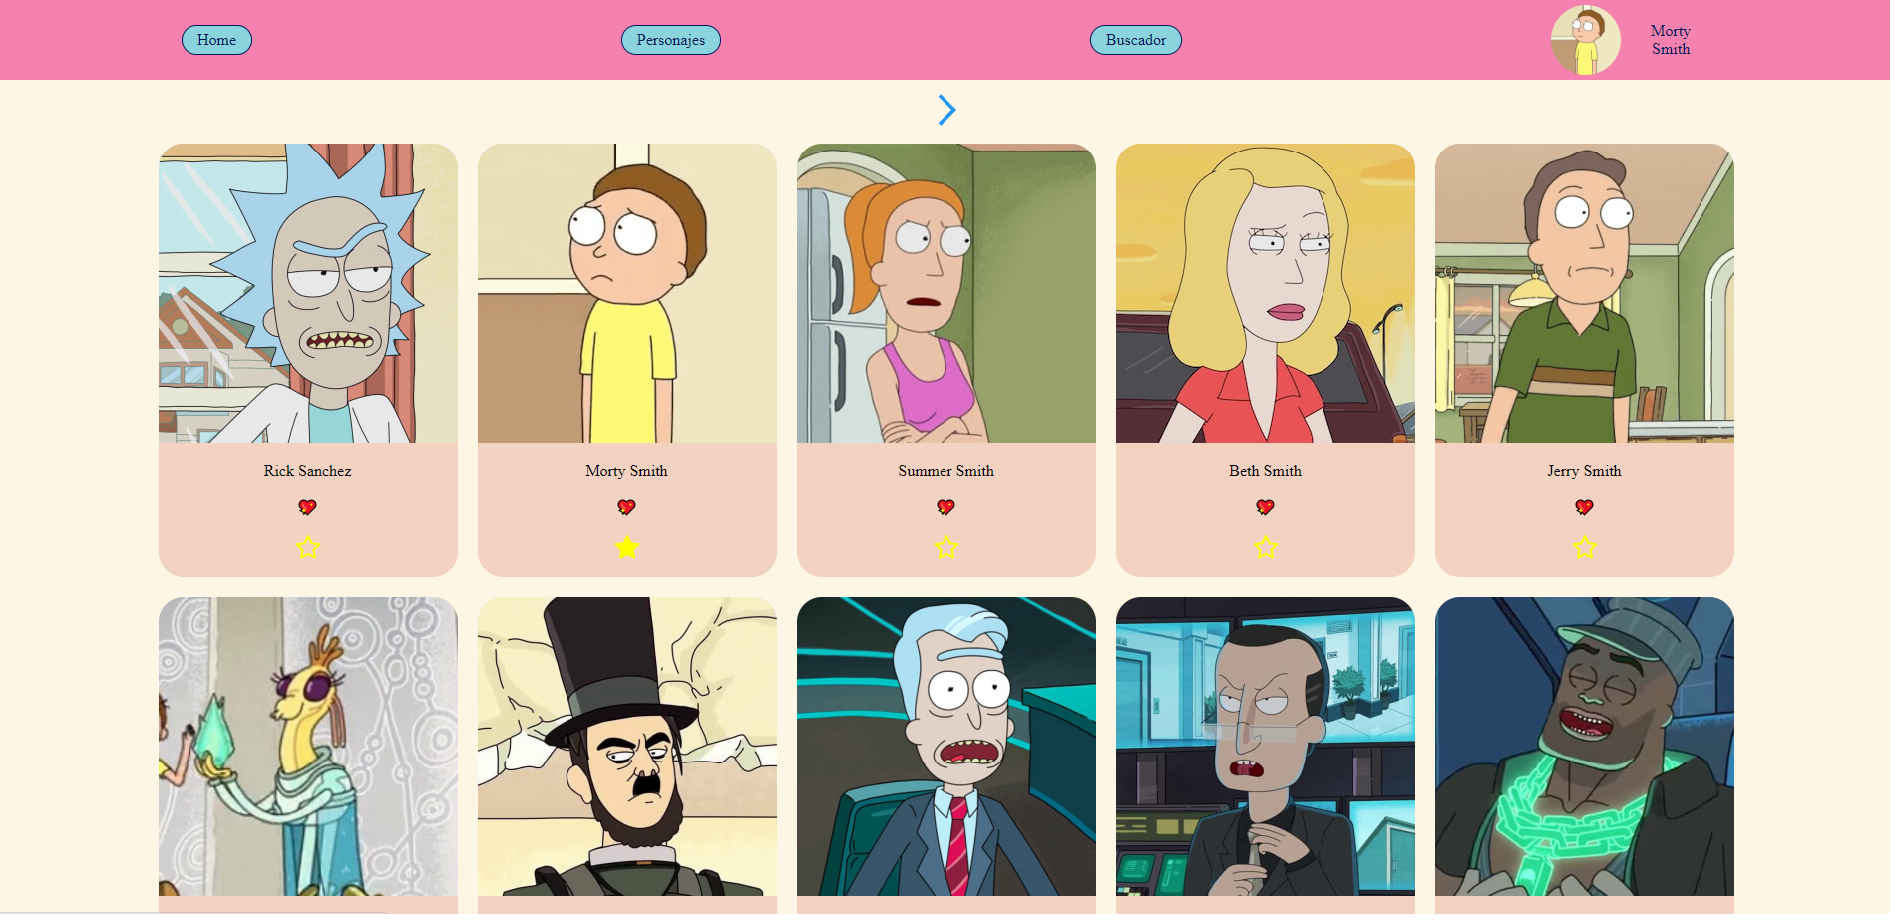 Home
Personajes
Buscador
Morty
Smith
Rick Sanchez
Morty Smith
Summer Smith
Beth Smith
Jerry Smith